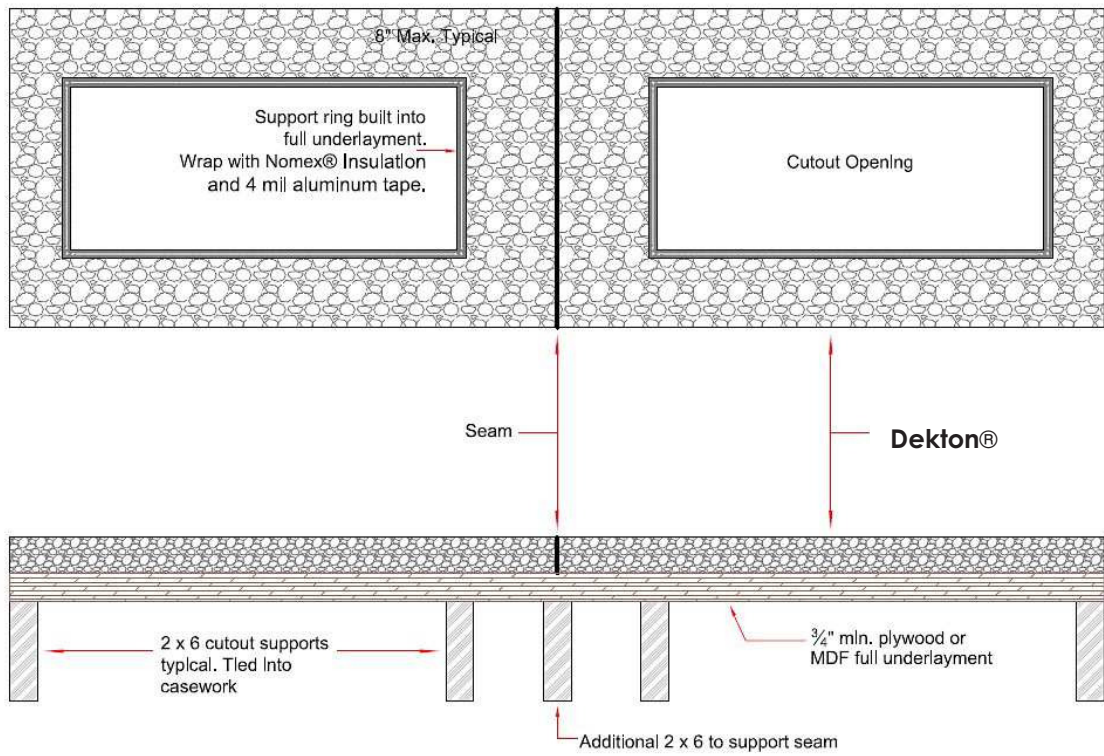 8" Max. Typical
Support ring built into
full underlayment.
Wrap with Nomex® Insulation
and 4 mil aluminum tape.
Cutout Opening
Seam
Dekton®
2 x 6 cutout supports
typical. Tied into
casework
¾" min. plywood or
MDF full underlayment
Additional 2 x 6 to support seam